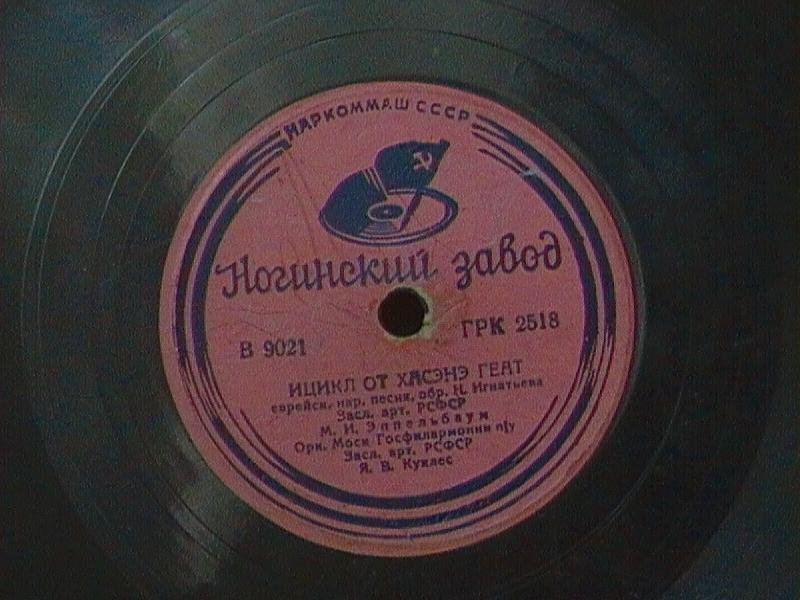 НАРКОММАШ СССР
Ногинский завод
В 9021
ГРК 2518
ИЦИКЛ ОТ ХАСЭНЭ ГЕАТ
еврейск. нар. песня, обр. Н. Игнатьева
Засл. арт. РСФСР
М. И. Эппельбаум
Орк. Моск Госфилармонии п/у
Засл. арт. РСФСР
Я. В. Куклес